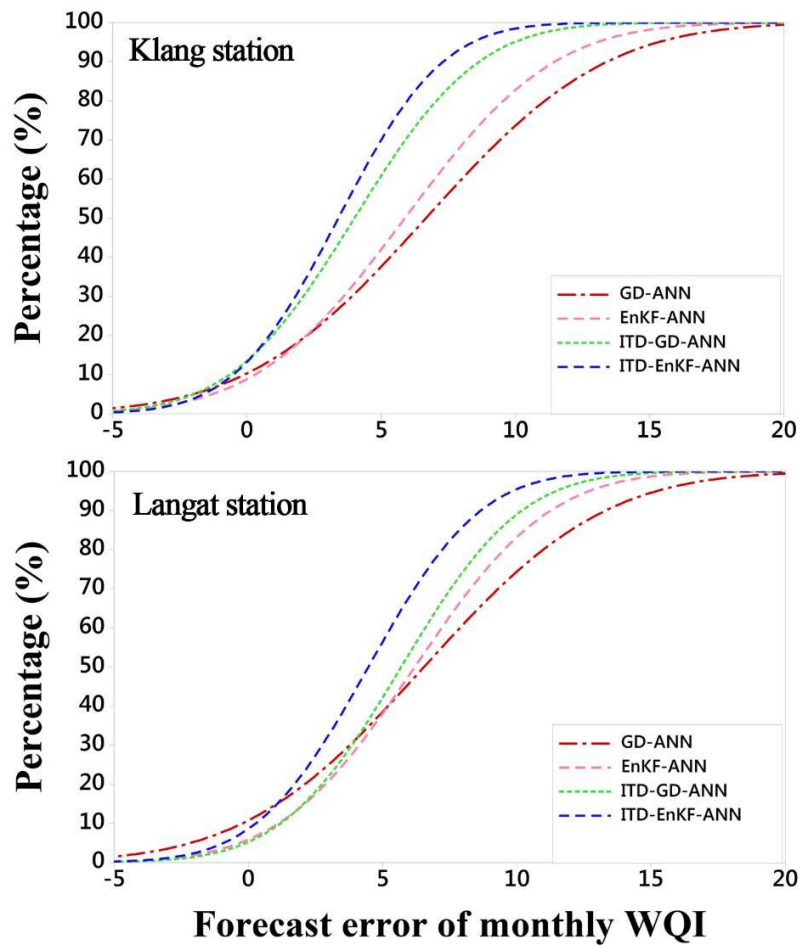 Klang station
Percentage (%)
100
90
80
70
60
50
40
30
20
10
0
-5
0
5
10
15
20
GD-ANN
EnKF-ANN
ITD-GD-ANN
ITD-EnKF-ANN
Langat station
Percentage (%)
100
90
80
70
60
50
40
30
20
10
0
-5
0
5
10
15
20
GD-ANN
EnKF-ANN
ITD-GD-ANN
ITD-EnKF-ANN
Forecast error of monthly WQI